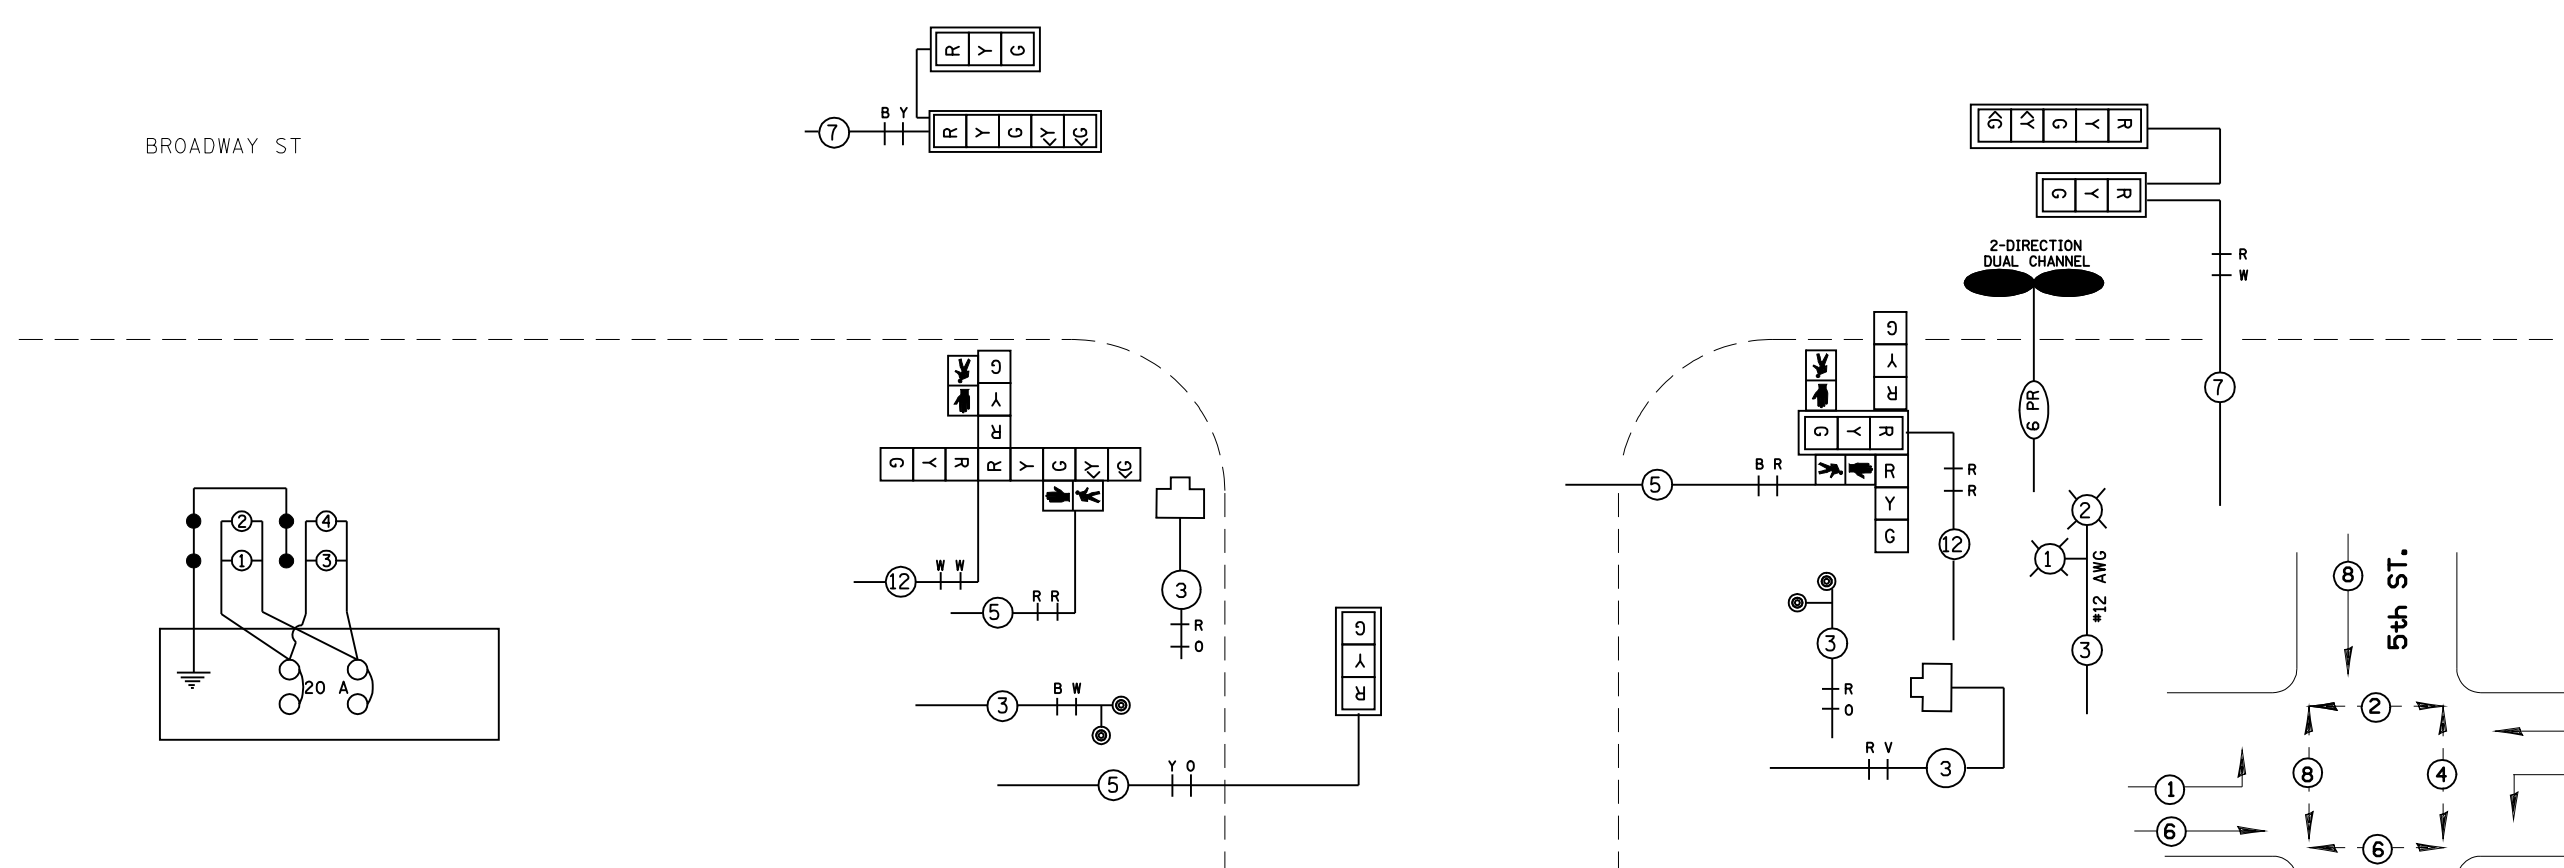 R Y G
B Y
7
R Y G Y G
BROADWAY ST
G Y G Y R
G Y R
2-DIRECTION
DUAL CHANNEL
R
W
7
6 PR
G
Y
R
G Y R R Y G Y G
W W
12
R R
5
3
R
O
B W
3
Y O
5
G
Y
R
2
4
1
3
20 A
G
Y
R
G Y R
B R
5
R
Y
G
R
R
12
2
1
#12 AWG
3
3
R
O
R V
3
8
5th ST.
2
8
4
1
6
6